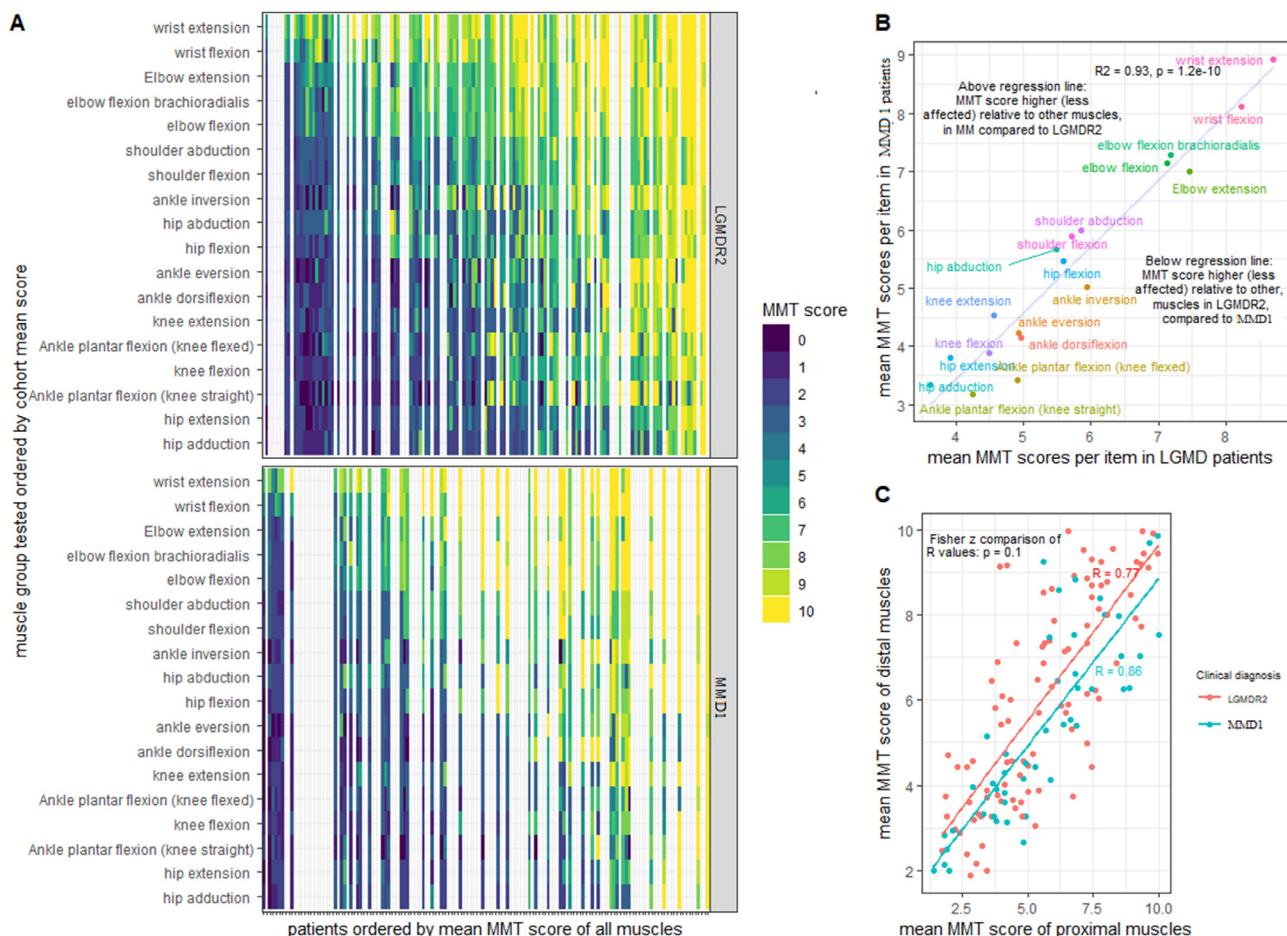 A
muscle group tested ordered by cohort mean score
wrist extension
wrist flexion
Elbow extension
elbow flexion brachioradialis
elbow flexion
shoulder abduction
shoulder flexion
ankle inversion
hip abduction
hip flexion
ankle eversion
ankle dorsiflexion
knee extension
Ankle plantar flexion (knee flexed)
knee flexion
Ankle plantar flexion (knee straight)
hip extension
hip adduction
LGMDR2
wrist extension
wrist flexion
Elbow extension
elbow flexion brachioradialis
elbow flexion
shoulder abduction
shoulder flexion
ankle inversion
hip abduction
hip flexion
ankle eversion
ankle dorsiflexion
knee extension
Ankle plantar flexion (knee flexed)
knee flexion
Ankle plantar flexion (knee straight)
hip extension
hip adduction
MMD1
patients ordered by mean MMT score of all muscles
MMT score
0
1
2
3
4
5
6
7
8
9
10
B
mean MMT scores per item in MMD1 patients
9
8
7
6
5
4
3
R2 = 0.93, p = 1.2e-10
Above regression line:
MMT score higher (less
affected) relative to other muscles,
in MM compared to LGMDR2
wrist extension
wrist flexion
elbow flexion brachioradialis
elbow flexion
Elbow extension
shoulder abduction
shoulder flexion
hip abduction
hip flexion
Below regression line:
MMT score higher (less
affected) relative to other,
muscles in LGMDR2,
compared to MMD1
ankle inversion
knee extension
ankle eversion
ankle dorsiflexion
knee flexion
hip extension
Ankle plantar flexion (knee flexed)
hip adduction
Ankle plantar flexion (knee straight)
4 5 6 7 8
mean MMT scores per item in LGMD patients
C
mean MMT score of distal muscles
10
8
6
4
2
Fisher z comparison of
R values: p = 0.1
R = 0.77
R = 0.86
2.5 5.0 7.5 10.0
mean MMT score of proximal muscles
Clinical diagnosis
LGMDR2
MMD1